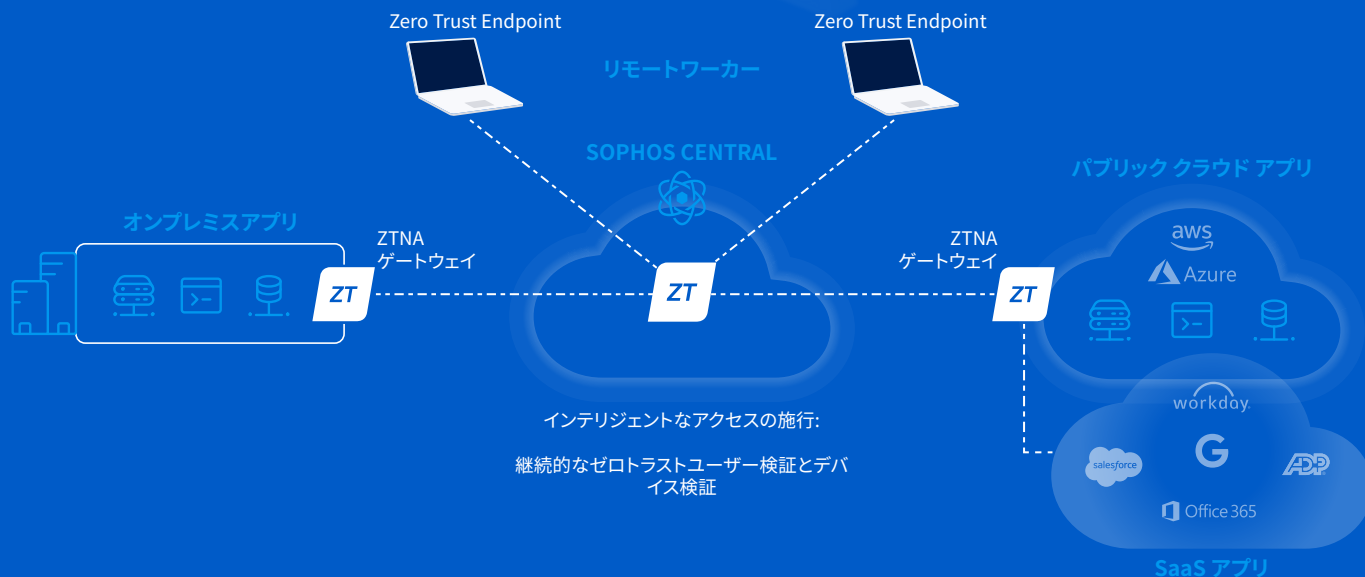 Zero Trust Endpoint
Zero Trust Endpoint
リモートワーカー
SOPHOS CENTRAL
パブリック クラウド アプリ
オンプレミスアプリ
ZTNA
ゲートウェイ
ZTNA
ゲートウェイ
aws
Azure
ZT
ZT
ZT
workday.
インテリジェントなアクセスの施行:
継続的なゼロトラストユーザー検証とデバ
イス検証
salesforce
G
ADP
Office 365
SaaS アプリ